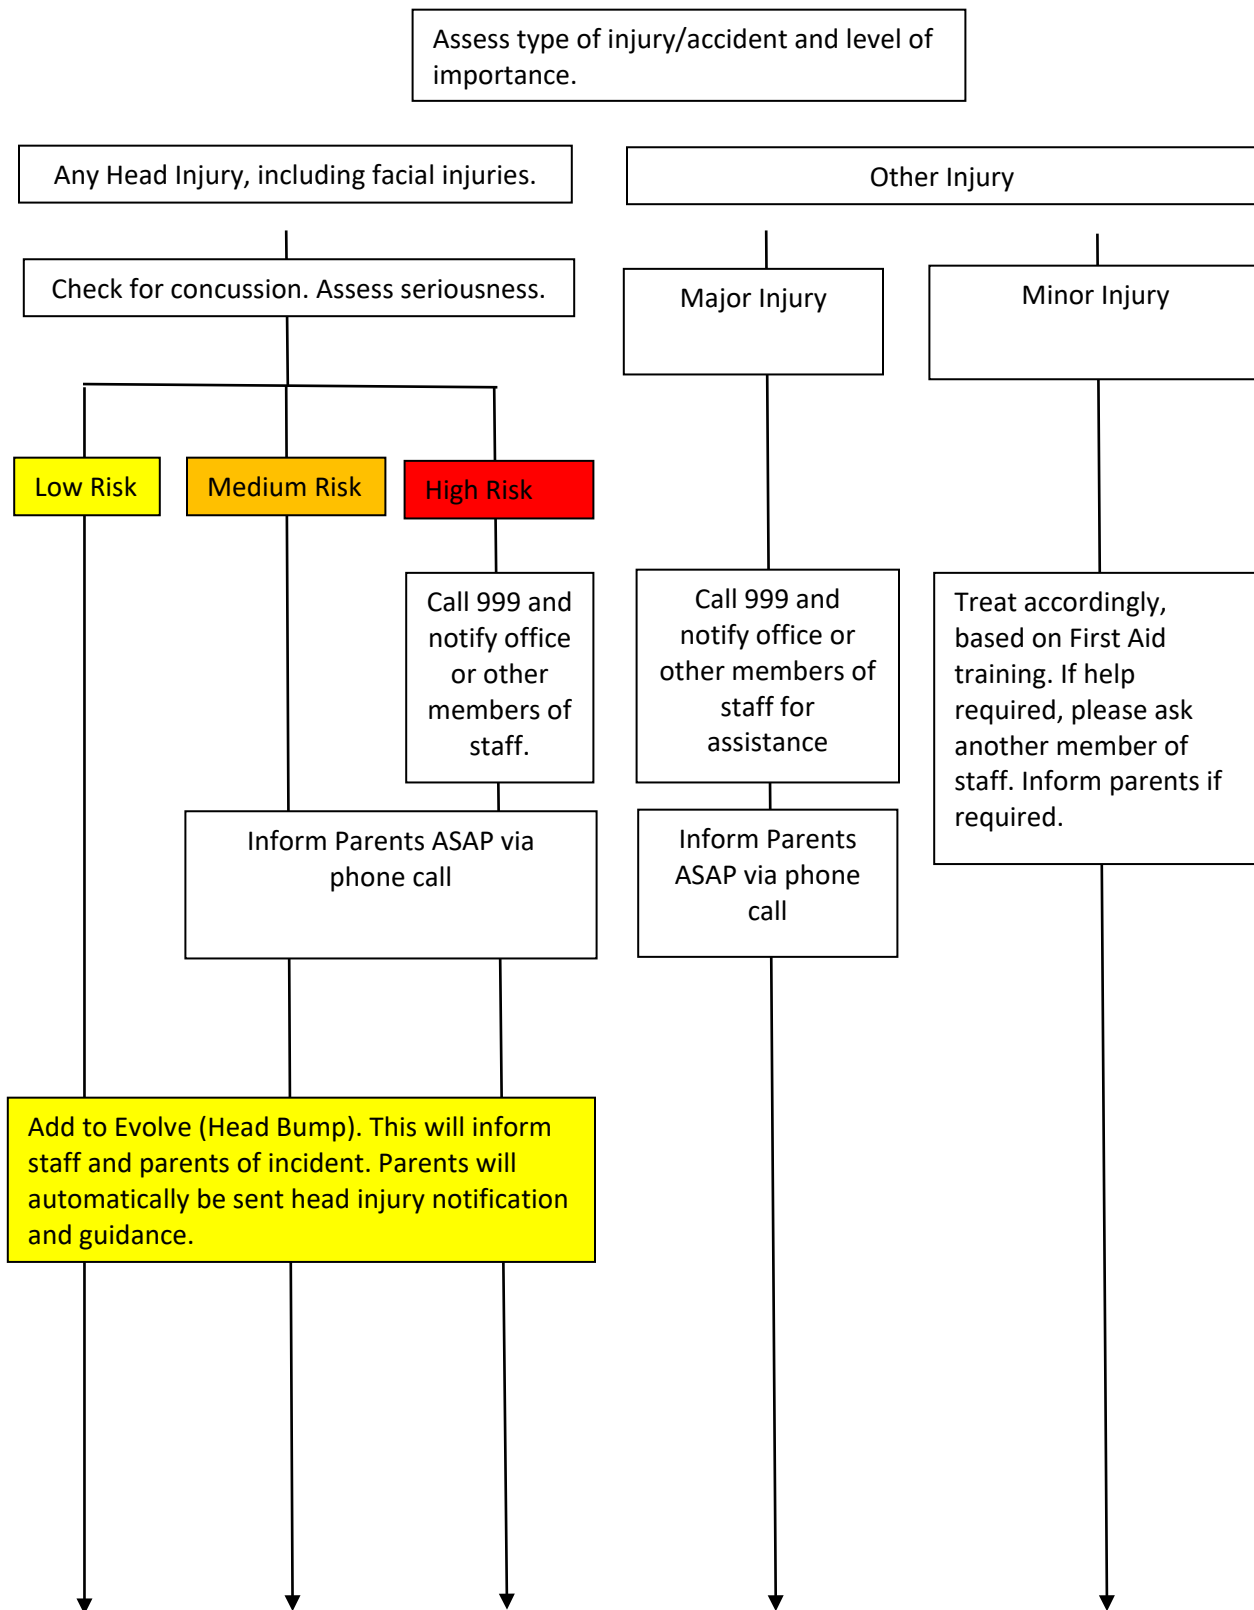 Assess type of injury/accident and level of
importance.
Any Head Injury, including facial injuries.
Other Injury
Check for concussion. Assess seriousness.
Major Injury
Minor Injury
Low Risk
Medium Risk
High Risk
Call 999 and
notify office
or other
members of
staff.
Call 999 and
notify office or
other members of
staff for
assistance
Treat accordingly,
based on First Aid
training. If help
required, please ask
another member of
staff. Inform parents if
required.
Inform Parents ASAP via
phone call
Inform Parents
ASAP via phone
call
Add to Evolve (Head Bump). This will inform
staff and parents of incident. Parents will
automatically be sent head injury notification
and guidance.